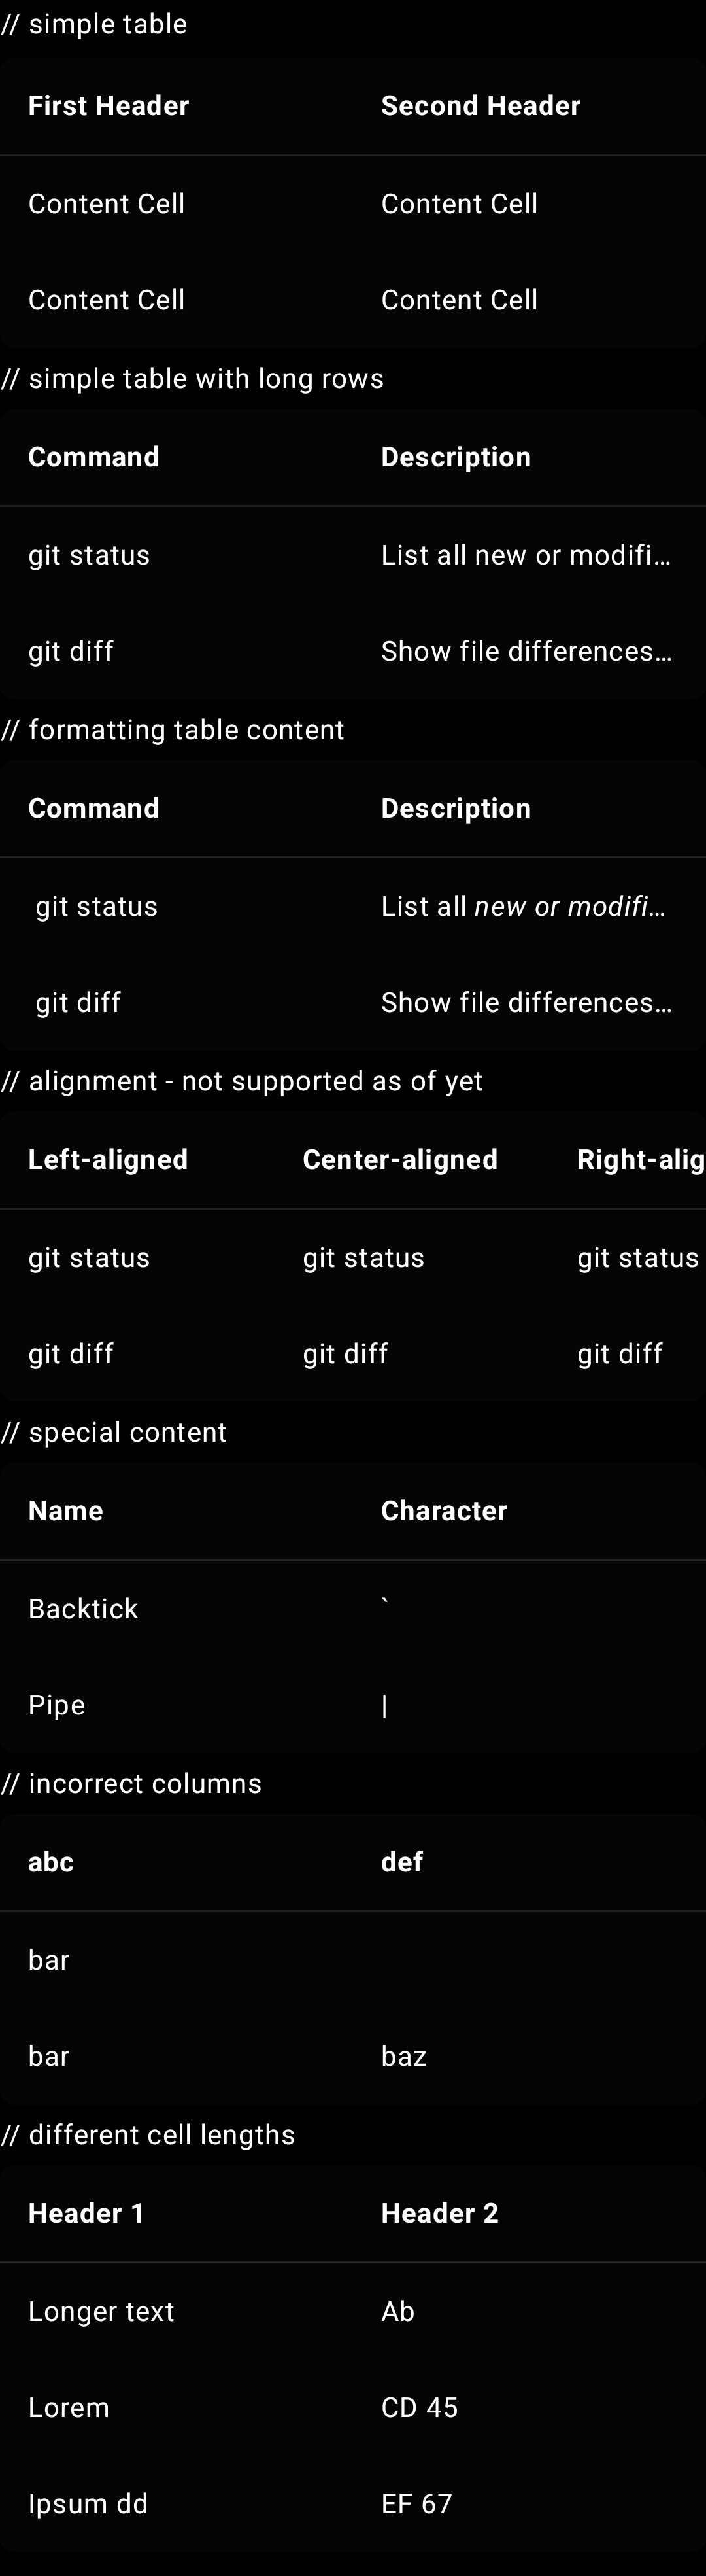 // simple table
First Header Second Header
Content Cell Content Cell
Content Cell Content Cell
// simple table with long rows
Command Description
git status List all new or modifi…
git diff Show file differences…
// formatting table content
Command Description
git status List all new or modifi…
git diff Show file differences…
// alignment - not supported as of yet
Left-aligned Center-aligned Right-alig
git status git status git status
git diff git diff git diff
// special content
Name Character
Backtick `
Pipe |
// incorrect columns
abc def
bar
bar baz
// different cell lengths
Header 1 Header 2
Longer text Ab
Lorem CD 45
Ipsum dd EF 67